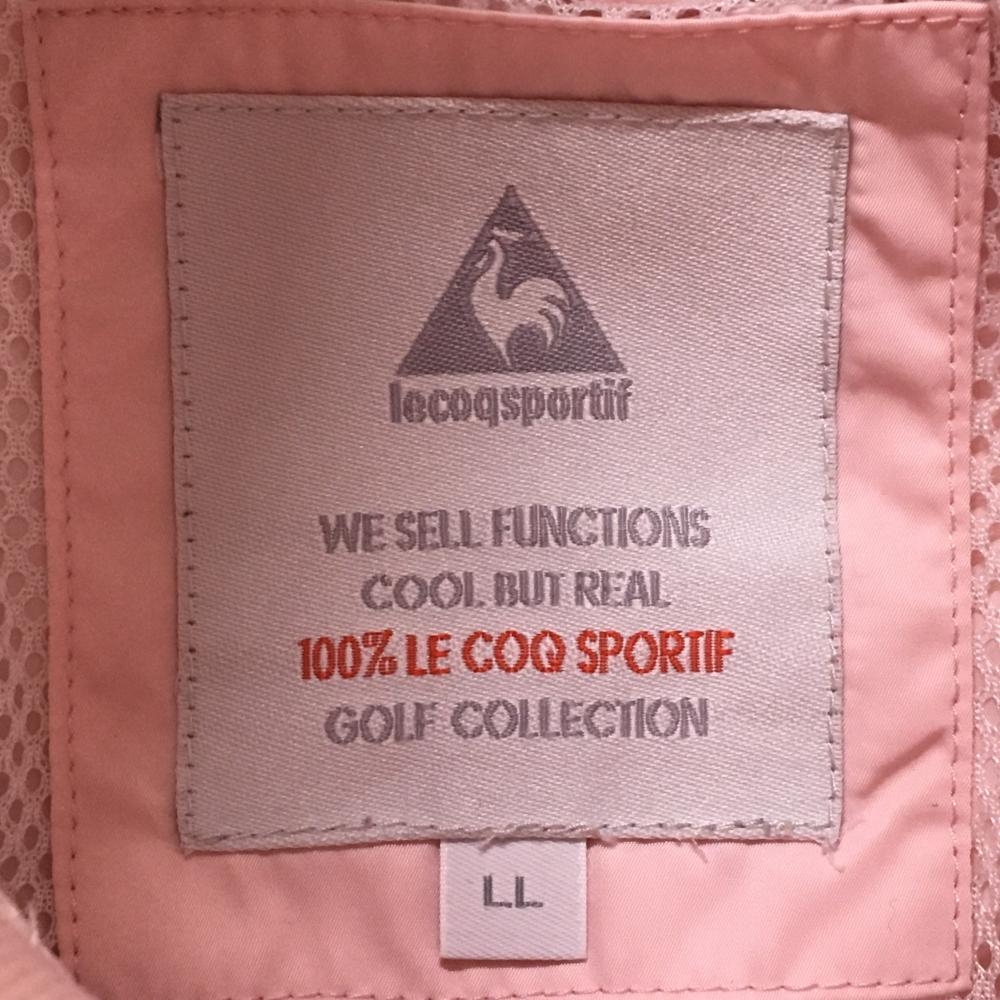 lecoqsportif
WE SELL FUNCTIONS
COOL BUT REAL
100% LE COQ SPORTIF
GOLF COLLECTION
LL